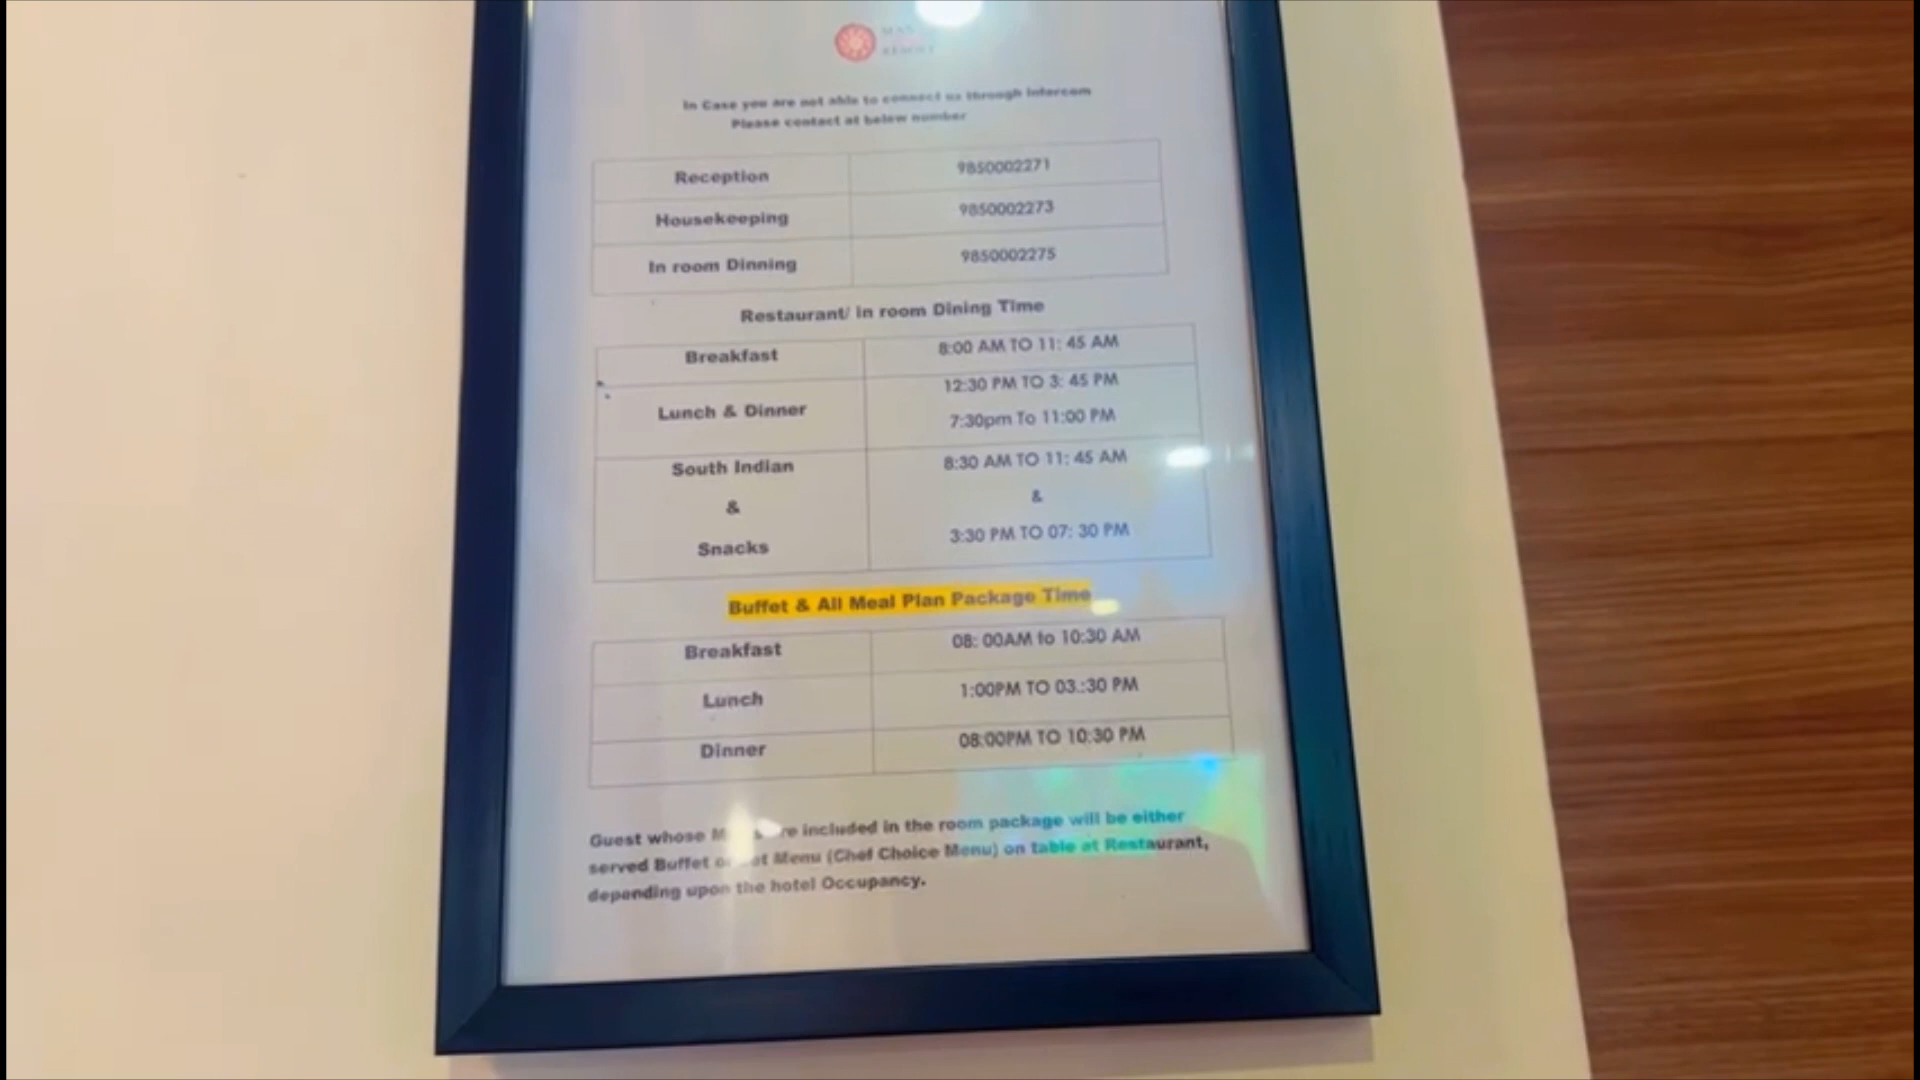 In Case you are not able to connect us through intercom
Please contact at below number
Reception 9850002271
Housekeeping 9850002273
In room Dinning 9850002275
Restaurant/ in room Dining Time
Breakfast 8:00 AM TO 11: 45 AM
Lunch & Dinner 12:30 PM TO 3: 45 PM
7:30pm To 11:00 PM
South Indian 8:30 AM TO 11: 45 AM
& &
Snacks 3:30 PM TO 07: 30 PM
Buffet & All Meal Plan Package Time
Breakfast 08: 00AM to 10:30 AM
Lunch 1:00PM TO 03.:30 PM
Dinner 08:00PM TO 10:30 PM
Guest whose included in the room package will be either
served Buffet Menu (Chef Choice Menu) on table at Restaurant,
depending upon the hotel Occupancy.